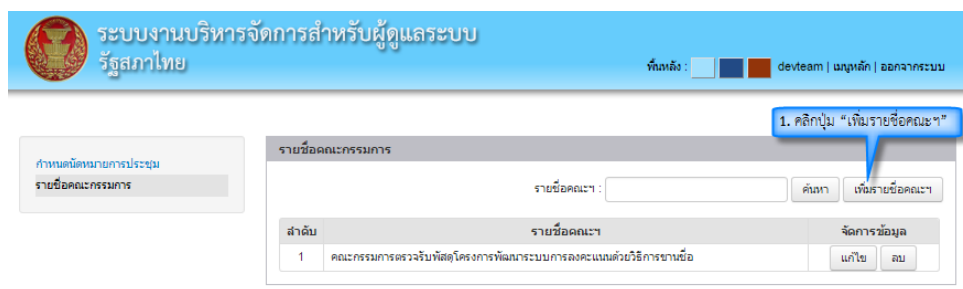 ระบบงานบริหารจัดการสำหรับผู้ดูแลระบบ
รัฐสภาไทย
พื้นหลัง : devteam | เมนูหลัก | ออกจากระบบ
1. คลิกปุ่ม “เพิ่มรายชื่อคณะฯ”
กำหนดนัดหมายการประชุม
รายชื่อคณะกรรมการ
รายชื่อคณะกรรมการ
รายชื่อคณะฯ : ค้นหา เพิ่มรายชื่อคณะฯ
ลำดับ รายชื่อคณะฯ จัดการข้อมูล
1 คณะกรรมการตรวจรับพัสดุโครงการพัฒนาระบบการลงคะแนนด้วยวิธีการขานชื่อ แก้ไข ลบ